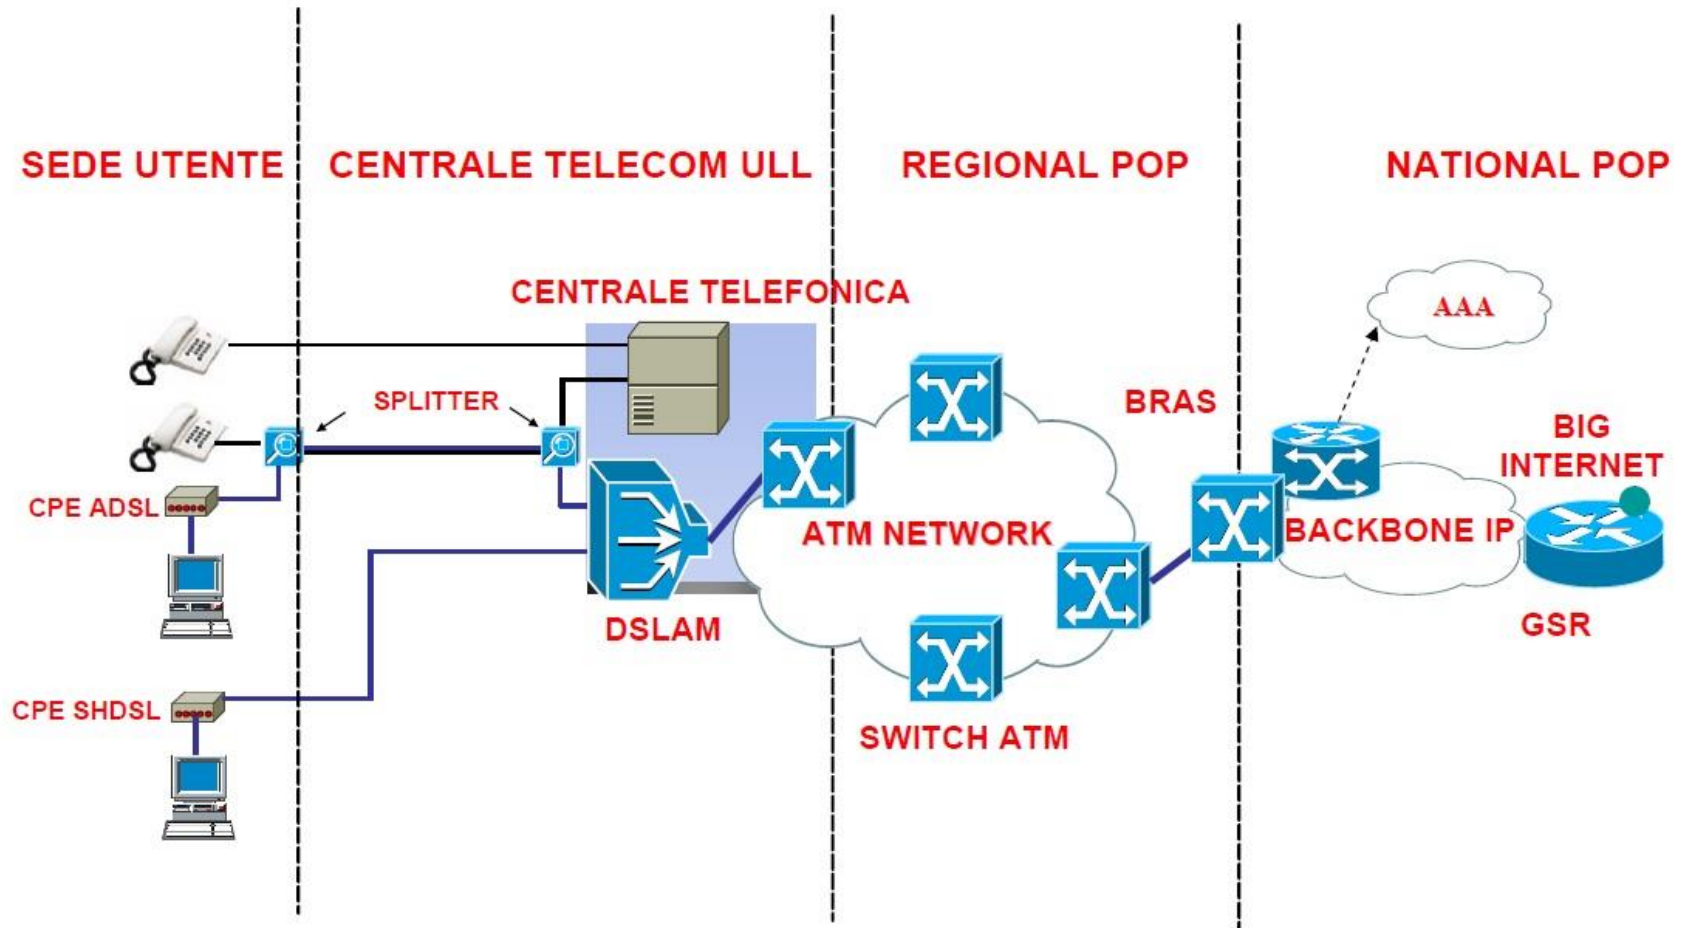 SEDE UTENTE
CENTRALE TELECOM ULL
REGIONAL POP
NATIONAL POP
CENTRALE TELEFONICA
AAA
SPLITTER
BRAS
BIG
INTERNET
CPE ADSL
ATM NETWORK
BACKBONE IP
DSLAM
GSR
CPE SHDSL
SWITCH ATM